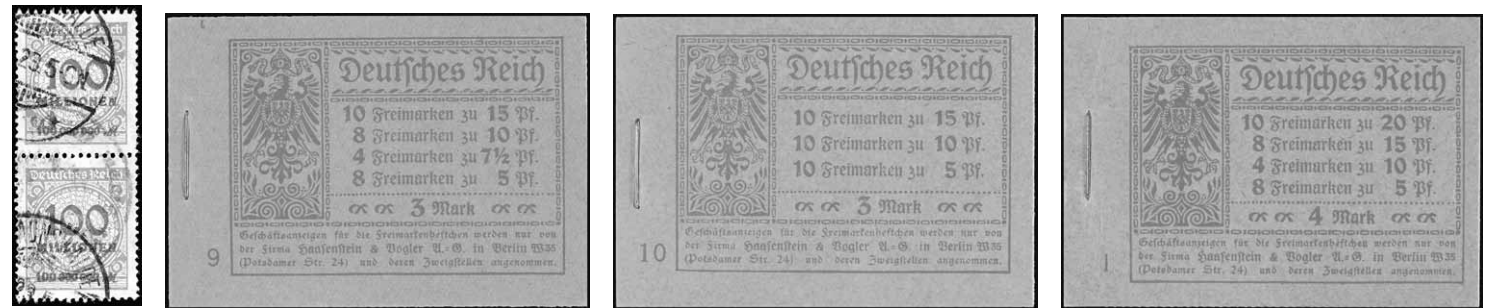 Deutsches Reich
100
MILLIONEN
Deutsches Reich
100
MILLIONEN
Deutsches Reich
10 Freimarken zu 15 Pf.
8 Freimarken zu 10 Pf.
4 Freimarken zu 7½ Pf.
8 Freimarken zu 5 Pf.
3 Mark
Geschäftsanzeigen für die Freimarkenheftchen werden nur von
der Firma Haasenstein & Vogler A.-G. in Berlin W35
(Potsdamer Str. 24) und deren Zweigstellen angenommen.
9
Deutsches Reich
10 Freimarken zu 15 Pf.
10 Freimarken zu 10 Pf.
10 Freimarken zu 5 Pf.
3 Mark
Geschäftsanzeigen für die Freimarkenheftchen werden nur von
der Firma Haasenstein & Vogler A.-G. in Berlin W35
(Potsdamer Str. 24) und deren Zweigstellen angenommen.
10
Deutsches Reich
10 Freimarken zu 20 Pf.
8 Freimarken zu 15 Pf.
4 Freimarken zu 10 Pf.
8 Freimarken zu 5 Pf.
4 Mark
Geschäftsanzeigen für die Freimarkenheftchen werden nur von
der Firma Haasenstein & Vogler A.-G. in Berlin W35
(Potsdamer Str. 24) und deren Zweigstellen angenommen.
1